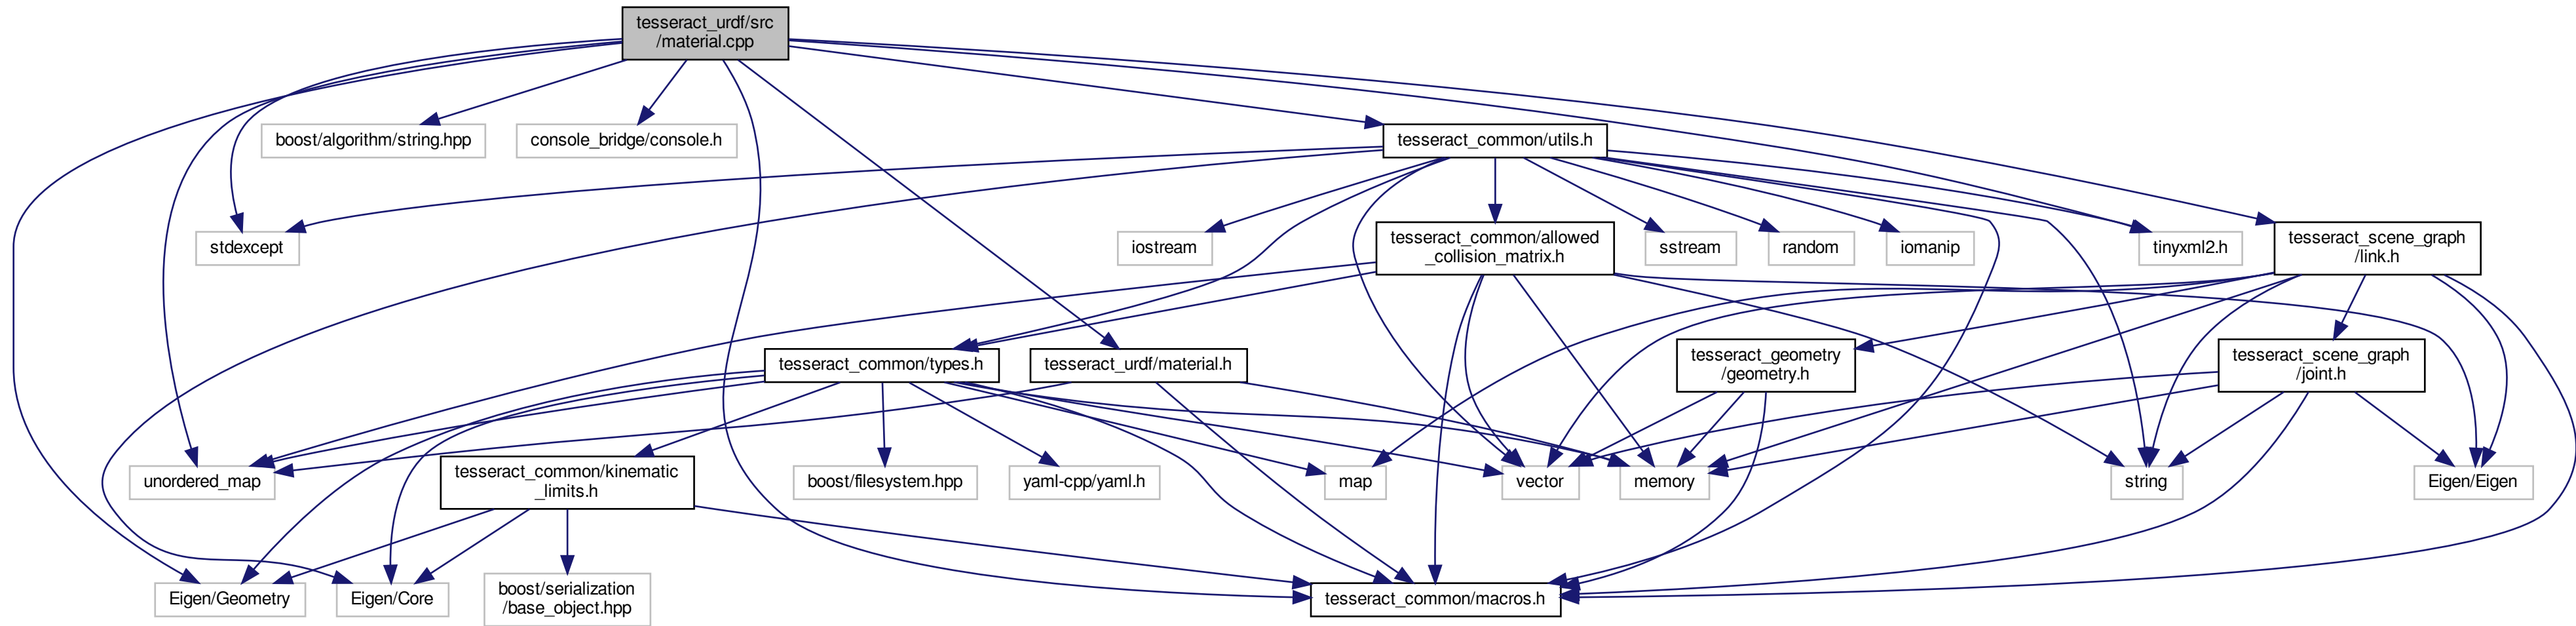 tesseract_urdf/src
/material.cpp
boost/algorithm/string.hpp
console_bridge/console.h
tesseract_common/utils.h
stdexcept
iostream
tesseract_common/allowed
_collision_matrix.h
sstream
random
iomanip
tinyxml2.h
tesseract_scene_graph
/link.h
tesseract_common/types.h
tesseract_urdf/material.h
tesseract_geometry
/geometry.h
tesseract_scene_graph
/joint.h
unordered_map
tesseract_common/kinematic
_limits.h
boost/filesystem.hpp
yaml-cpp/yaml.h
map
vector
memory
string
Eigen/Eigen
Eigen/Geometry
Eigen/Core
boost/serialization
/base_object.hpp
tesseract_common/macros.h